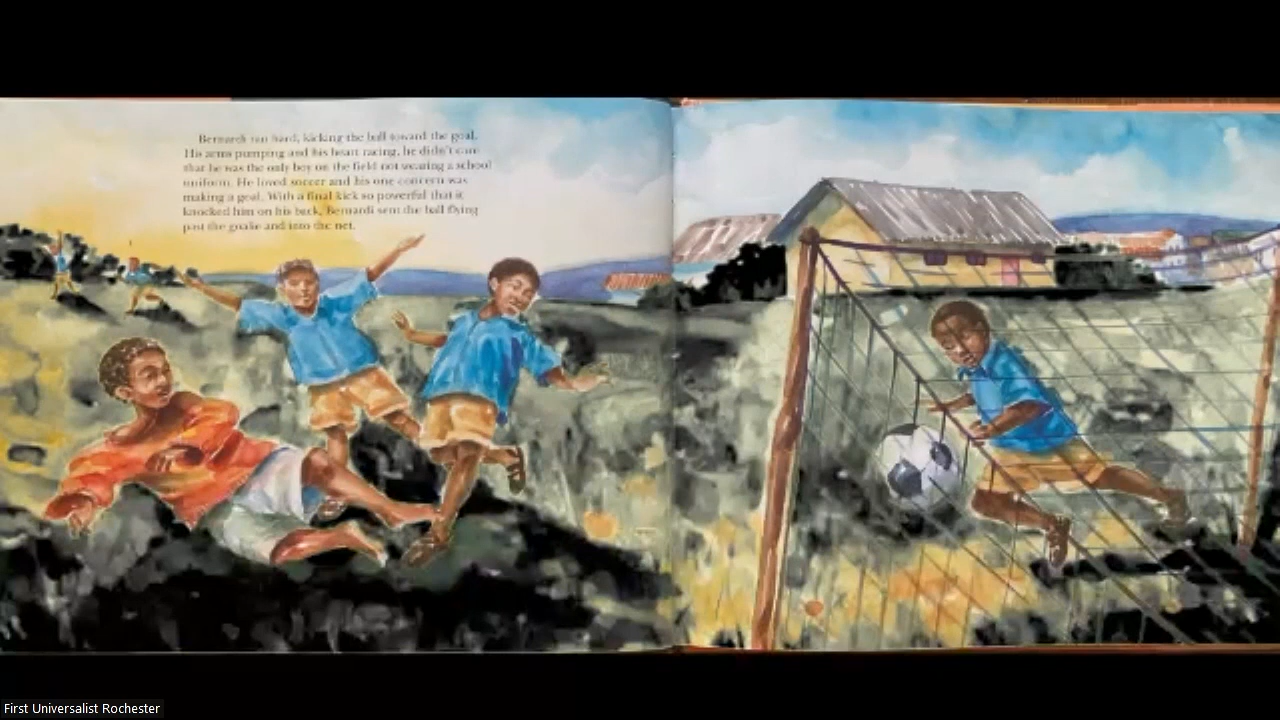 Bernardi ran hard, kicking the ball toward the goal.
His arms pumping and his heart racing, he didn't care
that he was the only boy on the field not wearing a school
uniform. He loved soccer and his one concern was
making a goal. With a final kick so powerful that it
knocked him on his back, Bernardi sent the ball flying
past the goalie and into the net.
First Universalist Rochester